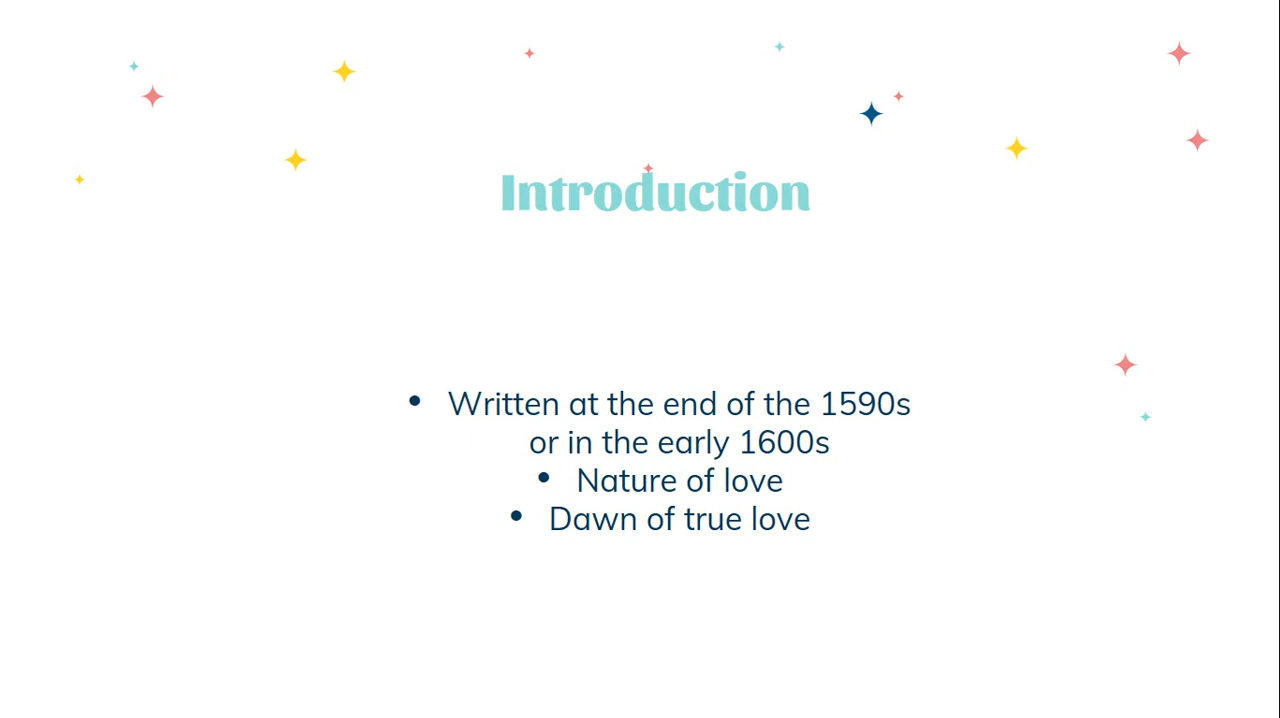 Introduction
• Written at the end of the 1590s
or in the early 1600s
• Nature of love
• Dawn of true love